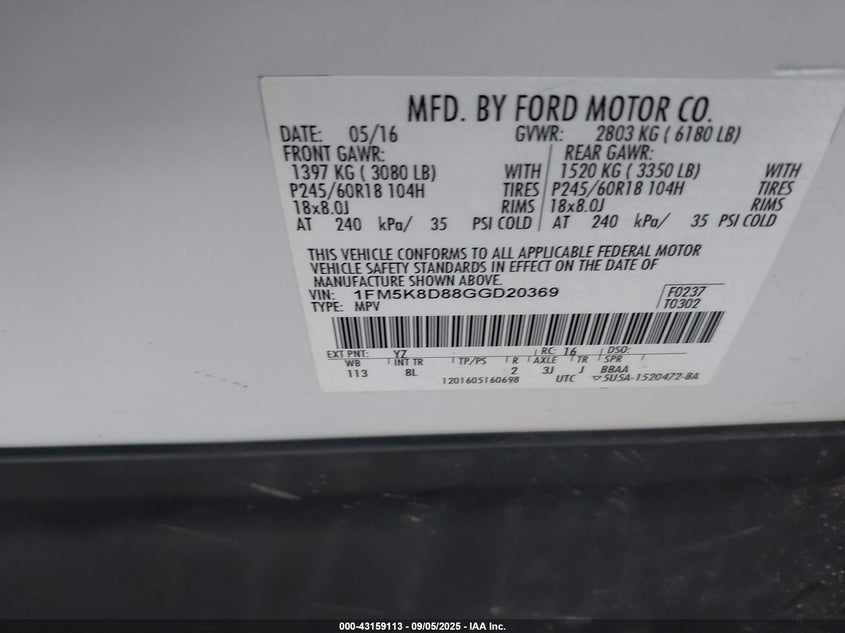 MFD. BY FORD MOTOR CO.
DATE: 05/16 GVWR: 2803 KG ( 6180 LB)
FRONT GAWR: REAR GAWR:
1397 KG ( 3080 LB) WITH 1520 KG ( 3350 LB) WITH
P245/60R18 104H TIRES P245/60R18 104H TIRES
18x8.0J RIMS 18x8.0J RIMS
AT 240 kPa/ 35 PSI COLD AT 240 kPa/ 35 PSI COLD
THIS VEHICLE CONFORMS TO ALL APPLICABLE FEDERAL MOTOR
VEHICLE SAFETY STANDARDS IN EFFECT ON THE DATE OF
MANUFACTURE SHOWN ABOVE.
VIN: 1FM5K8D88GGD20369 F0237
TYPE: MPV T0302
EXT PNT: YZ RC: 16 DSO:
WB INT TR TP/PS R AXLE TR SPR
113 8L 2 3J J BBAA
1201605160698 UTC 5U5A-1520472-BA
000-43159113 - 09/05/2025 - IAA Inc.